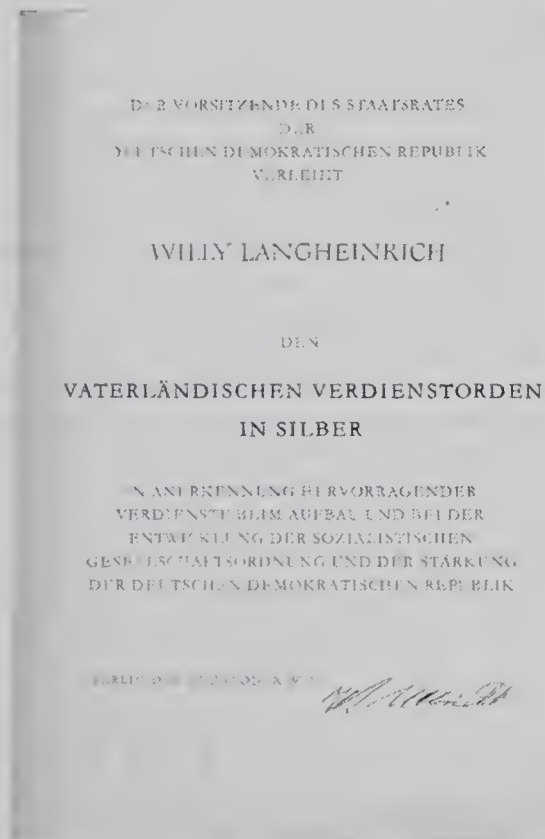 DER VORSITZENDE DES STAATSRATES
DER
DEUTSCHEN DEMOKRATISCHEN REPUBLIK
VERLEIHT
WILLY LANGHEINRICH
DEN
VATERLÄNDISCHEN VERDIENSTORDEN
IN SILBER
IN ANERKENNUNG HERVORRAGENDER
VERDIENSTE BEIM AUFBAU UND BEI DER
ENTWICKLUNG DER SOZIALISTISCHEN
GESELLSCHAFTSORDNUNG UND DER STÄRKUNG
DER DEUTSCHEN DEMOKRATISCHEN REPUBLIK
BERLIN
W. Ulbricht